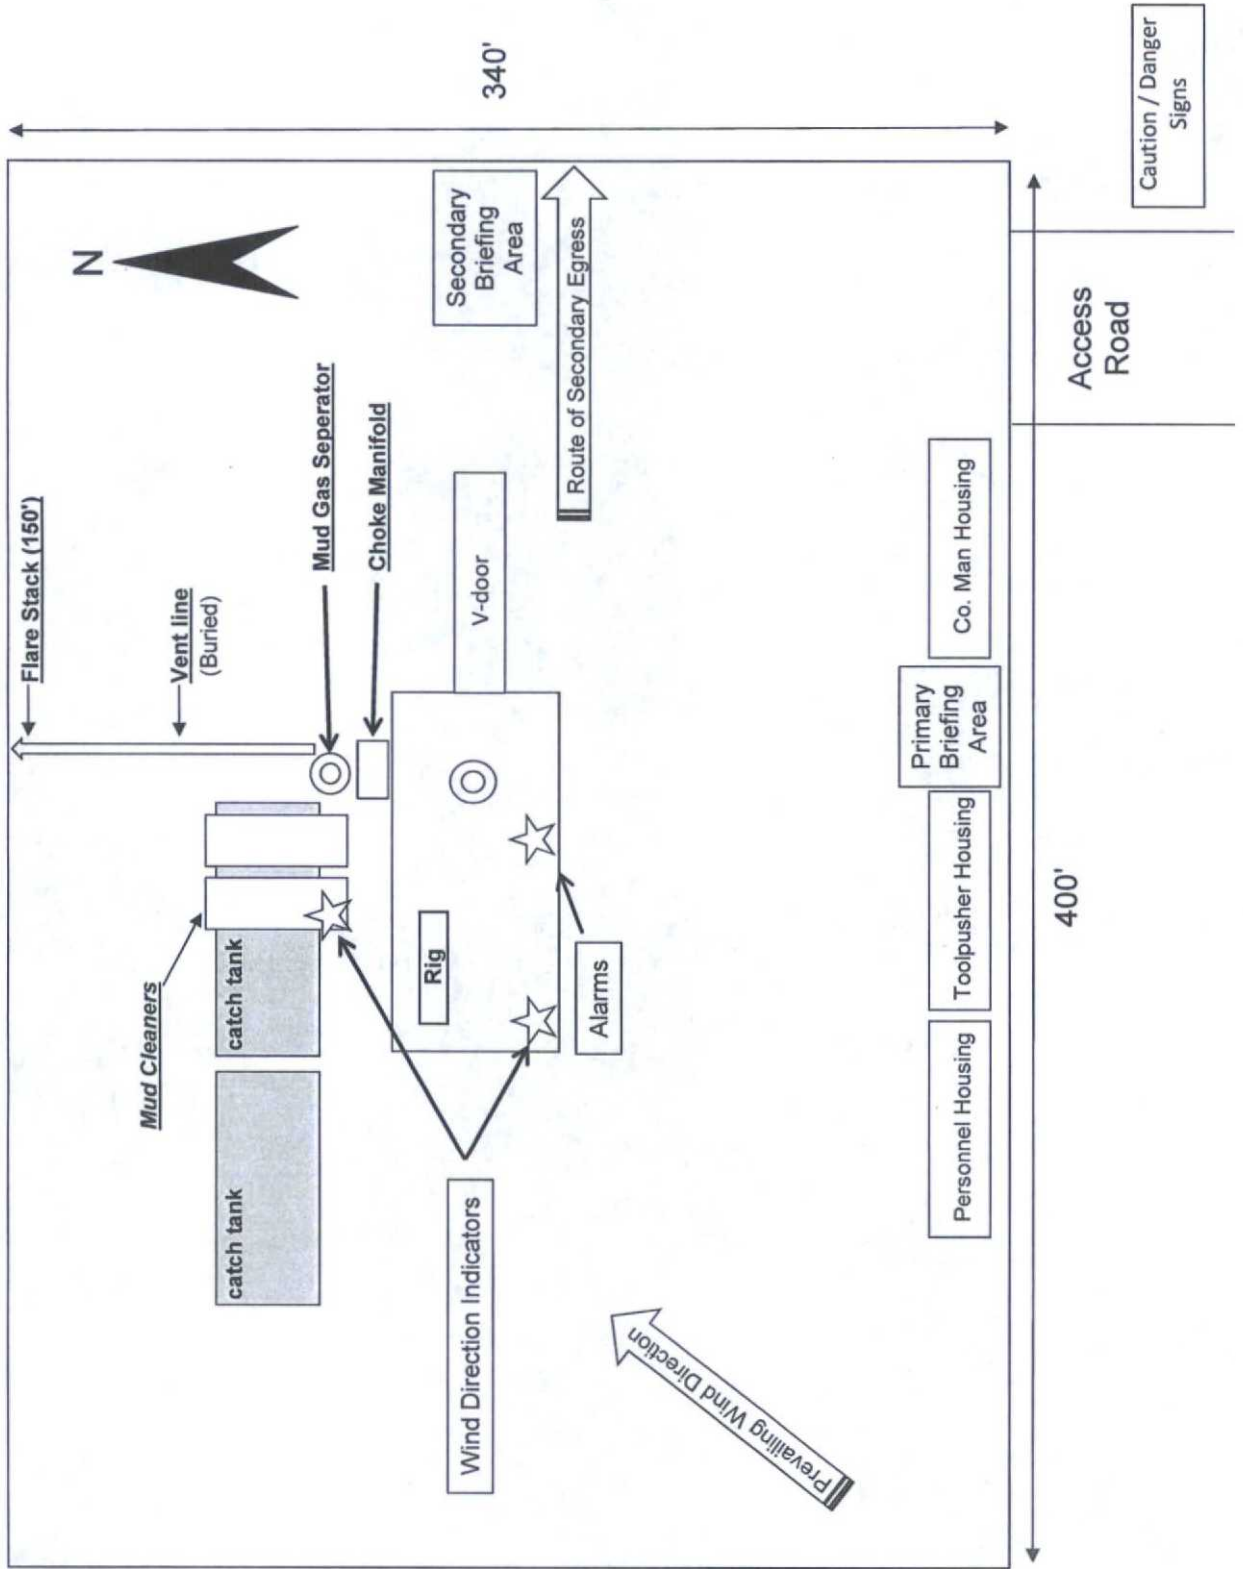 Flare Stack (150')
N
Mud Cleaners
Vent line
(Buried)
catch tank
catch tank
Mud Gas Seperator
Choke Manifold
Rig
Secondary
Briefing
Area
340'
Wind Direction Indicators
V-door
Route of Secondary Egress
Alarms
Prevailing Wind Direction
Personnel Housing
Toolpusher Housing
Primary
Briefing
Area
Co. Man Housing
400'
Access
Road
Caution / Danger
Signs